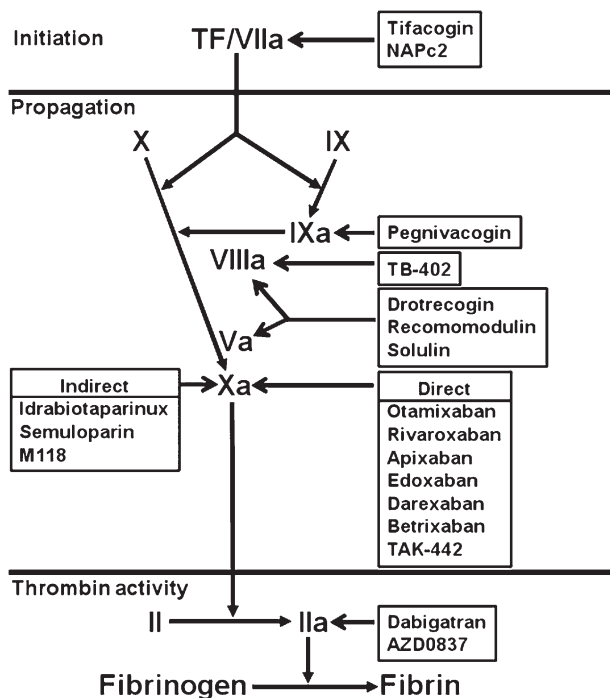 Initiation
TF/VIIa
Tifacogin
NAPc2
Propagation
X
IX
IXa
Pegnivacogin
VIIIa
TB-402
Drotrecogin
Recomomodulin
Solulin
Va
Xa
Indirect
Idrabiotaparinux
Semuloparin
M118
Direct
Otamixaban
Rivaroxaban
Apixaban
Edoxaban
Darexaban
Betrixaban
TAK-442
Thrombin activity
II
IIa
Dabigatran
AZD0837
Fibrinogen
Fibrin